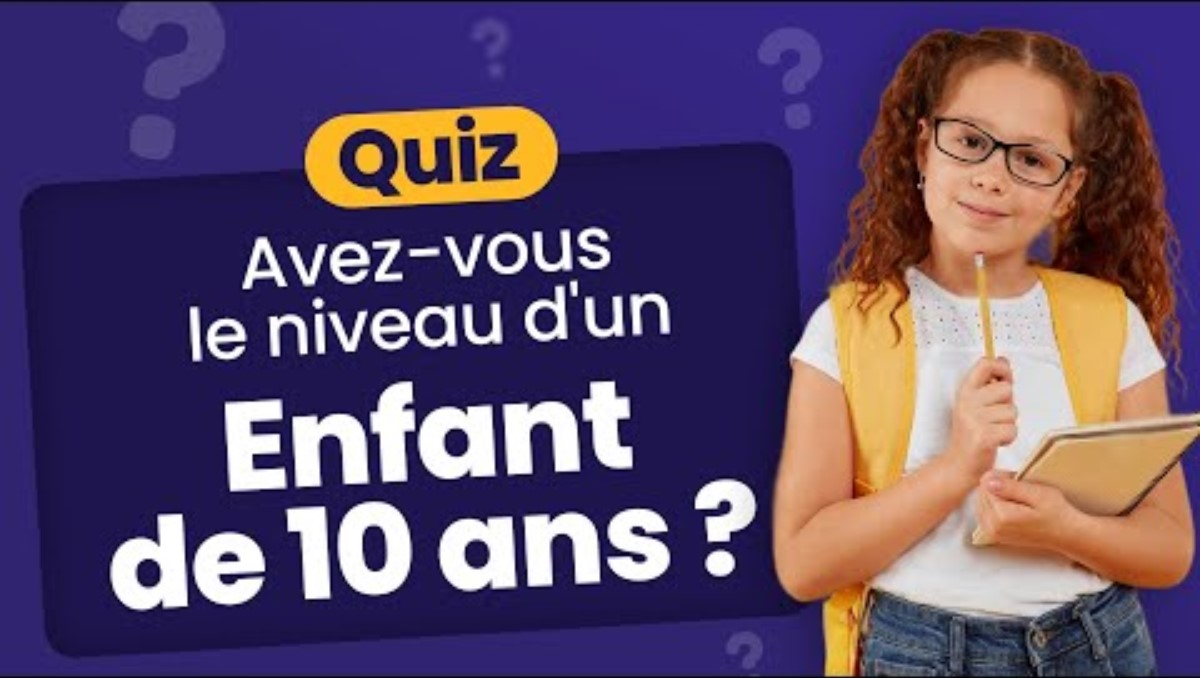 Quiz
Avez-vous
le niveau d'un
Enfant
de 10 ans ?